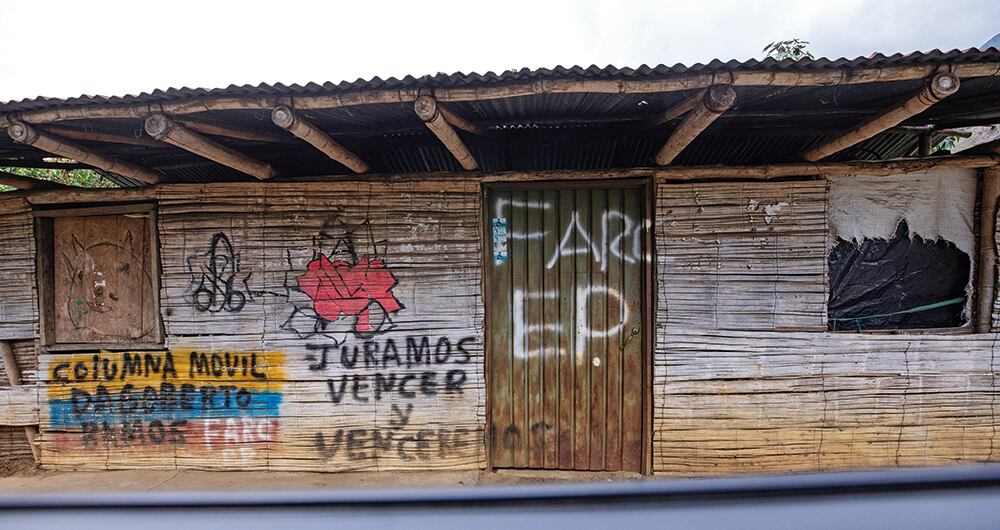 COLUMNA MOVIL
DAGOBERTO
RAMOS FARC
JURAMOS
VENCER
y
VENCEREMOS
FARC
EP